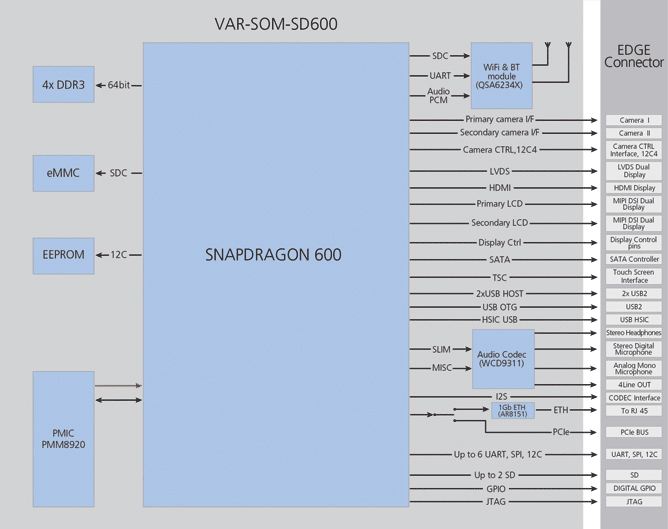 VAR-SOM-SD600
EDGE
Connector
4x DDR3
64bit
eMMC
SDC
EEPROM
12C
PMIC
PMM8920
SNAPDRAGON 600
SDC
UART
Audio
PCM
WiFi & BT
module
(QSA6234X)
Primary camera I/F
Camera I
Secondary camera I/F
Camera II
Camera CTRL,12C4
Camera CTRL
Interface, 12C4
LVDS
LVDS Dual
Display
HDMI
HDMI Display
Primary LCD
MIPI DSI Dual
Display
Secondary LCD
MIPI DSI Dual
Display
Display Ctrl
Display Control
pins
SATA
SATA Controller
TSC
Touch Screen
Interface
2xUSB HOST
2x USB2
USB OTG
USB2
HSIC USB
USB HSIC
SLIM
MISC
Audio Codec
(WCD9311)
Stereo Headphones
Stereo Digital
Microphone
Analog Mono
Microphone
4Line OUT
I2S
CODEC Interface
1Gb ETH
(AR8151)
ETH
To RJ 45
PCIe
PCIe BUS
Up to 6 UART, SPI, 12C
UART, SPI, 12C
Up to 2 SD
SD
GPIO
DIGITAL GPIO
JTAG
JTAG